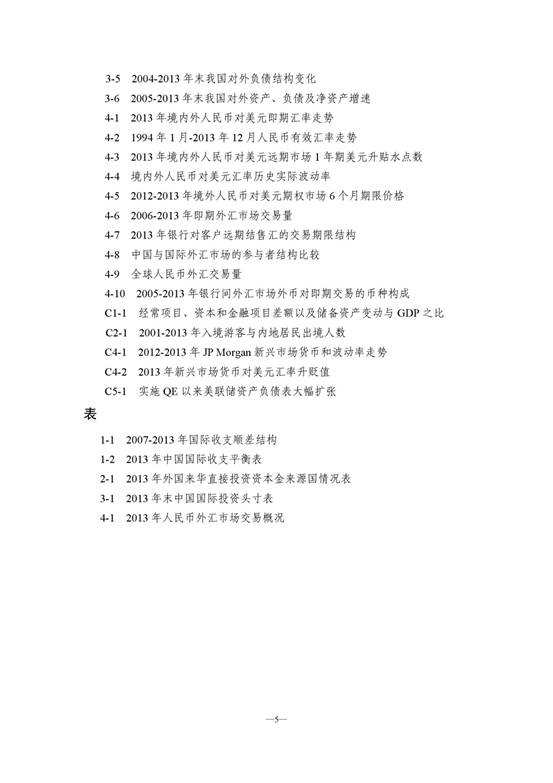 3-5 2004-2013 年末我国对外负债结构变化
3-6 2005-2013 年末我国对外资产、负债及净资产增速
4-1 2013 年境内外人民币对美元即期汇率走势
4-2 1994 年 1 月-2013 年 12 月人民币有效汇率走势
4-3 2013 年境内外人民币对美元远期市场 1 年期美元升贴水点数
4-4 境内外人民币对美元汇率历史实际波动率
4-5 2012-2013 年境外人民币对美元期权市场 6 个月期限价格
4-6 2006-2013 年即期外汇市场交易量
4-7 2013 年银行对客户远期结售汇的交易期限结构
4-8 中国与国际外汇市场的参与者结构比较
4-9 全球人民币外汇交易量
4-10 2005-2013 年银行间外汇市场外币对即期交易的币种构成
C1-1 经常项目、资本和金融项目差额以及储备资产变动与 GDP 之比
C2-1 2001-2013 年入境游客与内地居民出境人数
C4-1 2012-2013 年 JP Morgan 新兴市场货币和波动率走势
C4-2 2013 年新兴市场货币对美元汇率升贬值
C5-1 实施 QE 以来美联储资产负债表大幅扩张
表
1-1 2007-2013 年国际收支顺差结构
1-2 2013 年中国国际收支平衡表
2-1 2013 年外国来华直接投资资本金来源国情况表
3-1 2013 年末中国国际投资头寸表
4-1 2013 年人民币外汇市场交易概况
—5—